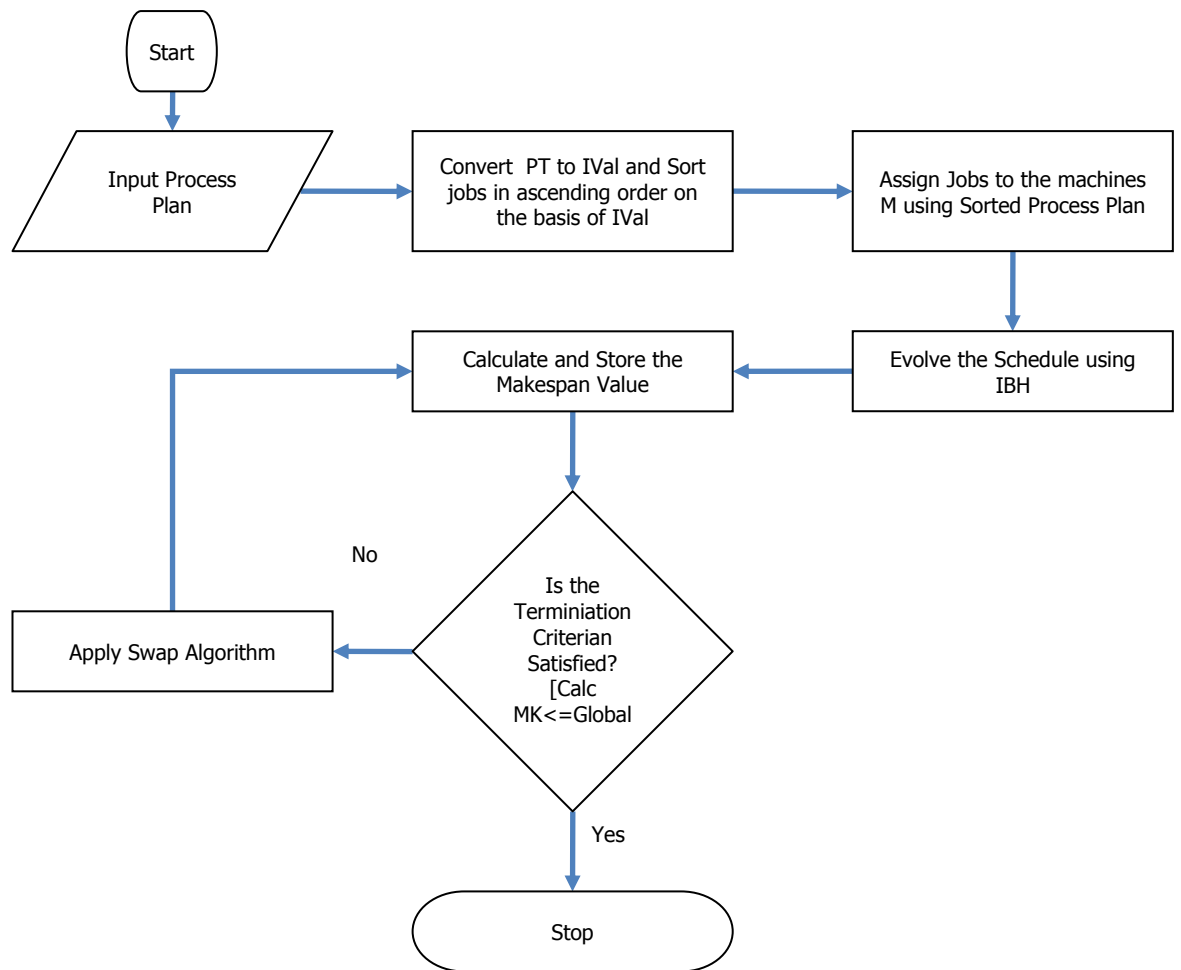 Start
Input Process
Plan
Convert PT to IVal and Sort
jobs in ascending order on
the basis of IVal
Assign Jobs to the machines
M using Sorted Process Plan
Evolve the Schedule using
IBH
Calculate and Store the
Makespan Value
Is the
Terminiation
Criterian
Satisfied?
[Calc
MK<=Global
No
Apply Swap Algorithm
Yes
Stop